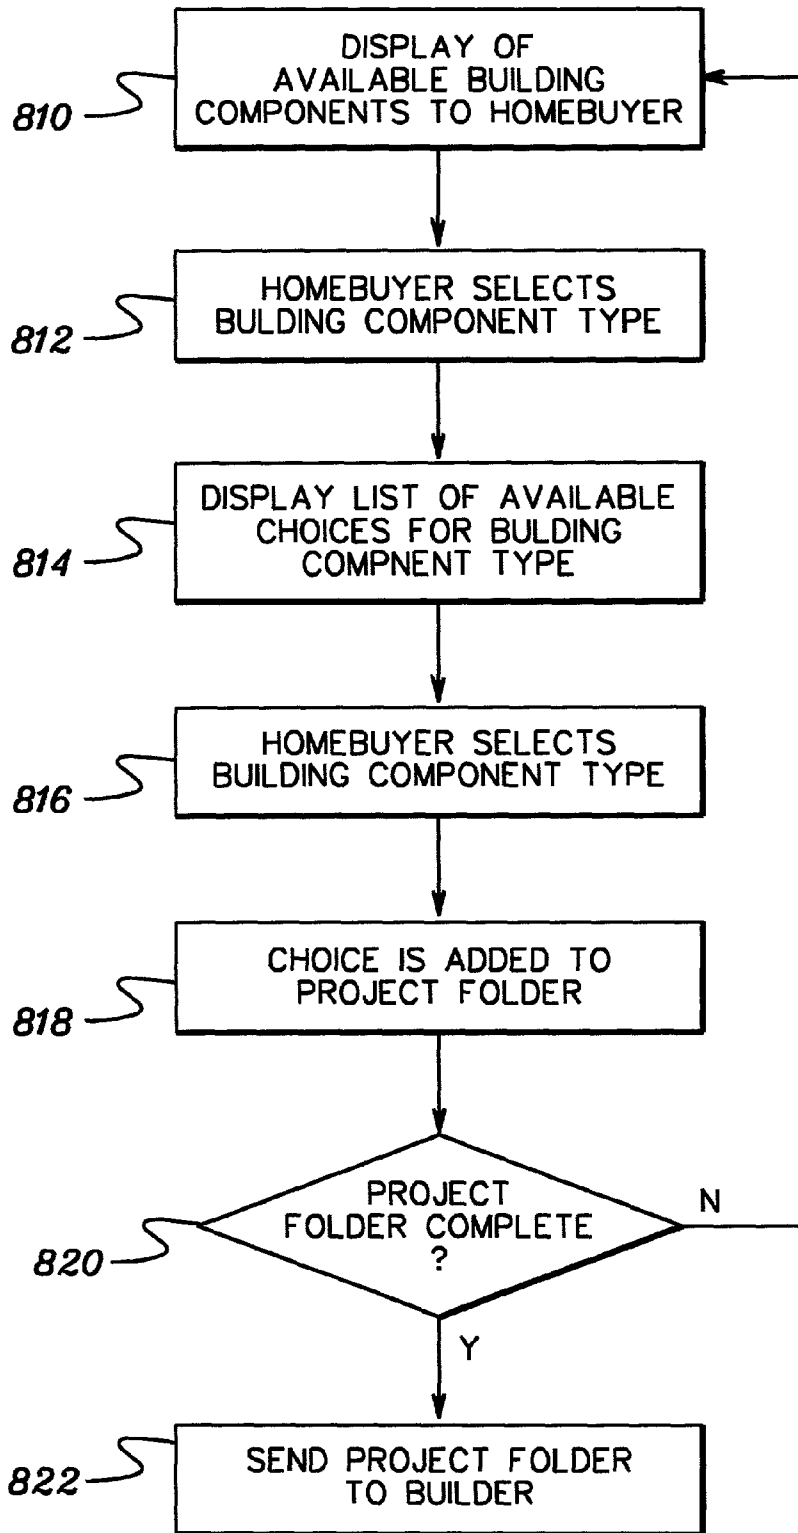 DISPLAY OF
AVAILABLE BUILDING
COMPONENTS TO HOMEBUYER
810
HOMEBUYER SELECTS
BULDING COMPONENT TYPE
812
DISPLAY LIST OF AVAILABLE
CHOICES FOR BULDING
COMPNENT TYPE
814
HOMEBUYER SELECTS
BUILDING COMPONENT TYPE
816
CHOICE IS ADDED TO
PROJECT FOLDER
818
PROJECT
FOLDER COMPLETE
?
N
820
Y
SEND PROJECT FOLDER
TO BUILDER
822